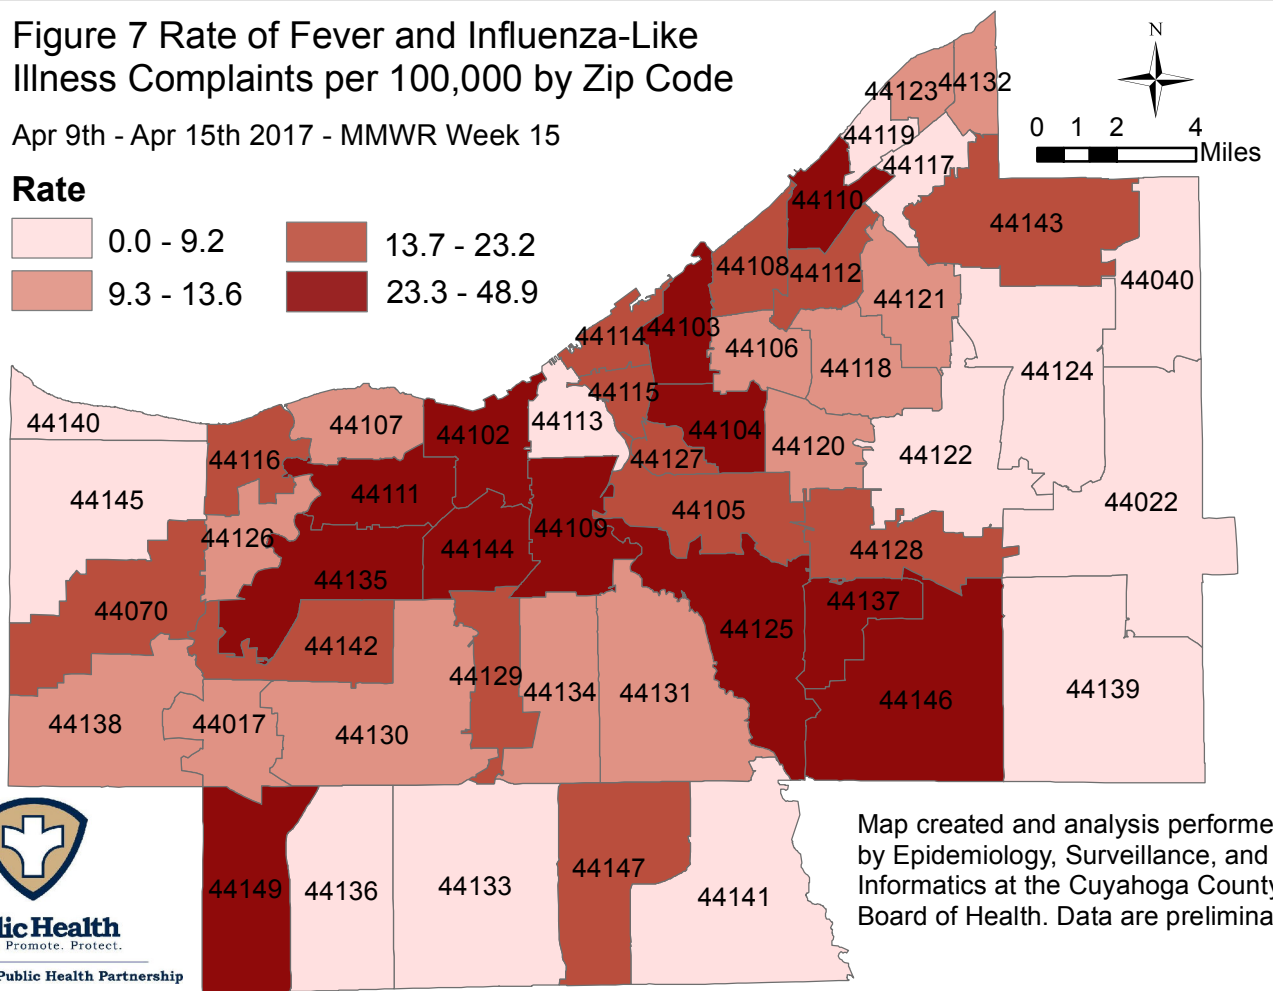 Figure 7 Rate of Fever and Influenza-Like
Illness Complaints per 100,000 by Zip Code
Apr 9th - Apr 15th 2017 - MMWR Week 15
Rate
0.0 - 9.2
13.7 - 23.2
9.3 - 13.6
23.3 - 48.9
N
0 1 2 4
Miles
44123
44132
44119
44117
44110
44143
44108
44112
44121
44040
44114
44103
44106
44118
44124
44115
44140
44107
44102
44113
44104
44120
44122
44116
44127
44145
44111
44105
44022
44126
44144
44109
44128
44135
44070
44137
44142
44125
44129
44134
44131
44146
44139
44138
44017
44130
44149
44136
44133
44147
44141
lic Health
Promote. Protect.
Public Health Partnership
Map created and analysis performe
by Epidemiology, Surveillance, and
Informatics at the Cuyahoga County
Board of Health. Data are prelimina